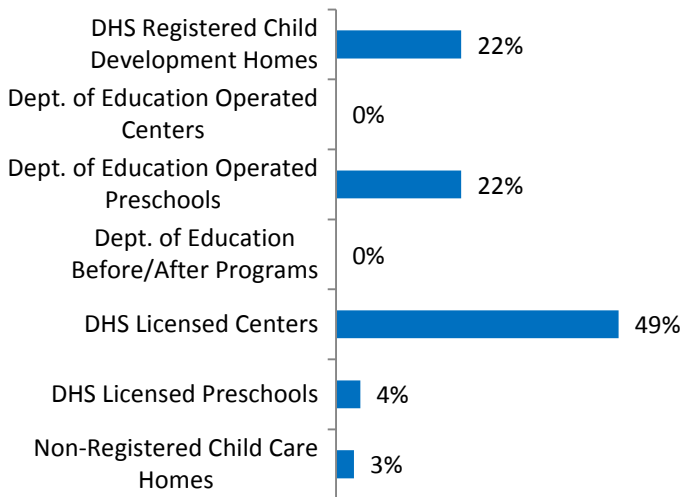 DHS Registered Child
Development Homes
22%
Dept. of Education Operated
Centers
0%
Dept. of Education Operated
Preschools
22%
Dept. of Education
Before/After Programs
0%
DHS Licensed Centers
49%
DHS Licensed Preschools
4%
Non-Registered Child Care
Homes
3%